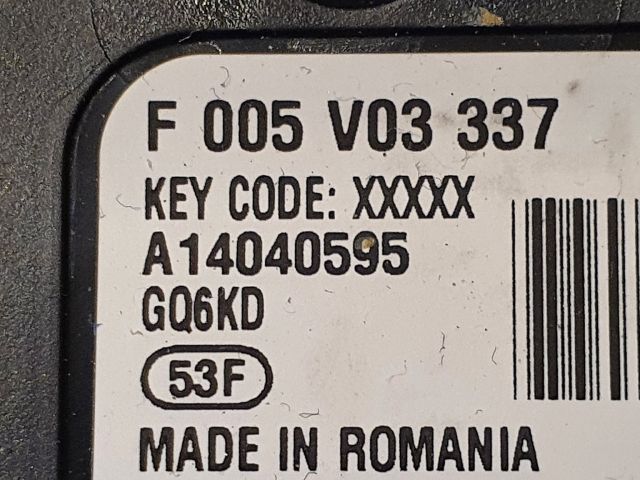 F 005 V03 337
KEY CODE: XXXXX
A14040595
GQ6KD
53F
MADE IN ROMANIA